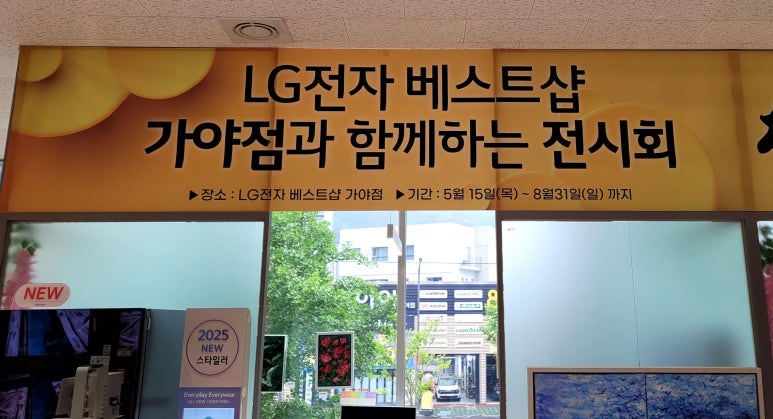 LG전자 베스트샵
가야점과 함께하는 전시회
▶장소 : LG전자 베스트샵 가야점 ▶기간 : 5월 15일(목) ~ 8월31일(일) 까지
NEW
2025
NEW
스타일러
Everyday Everywear